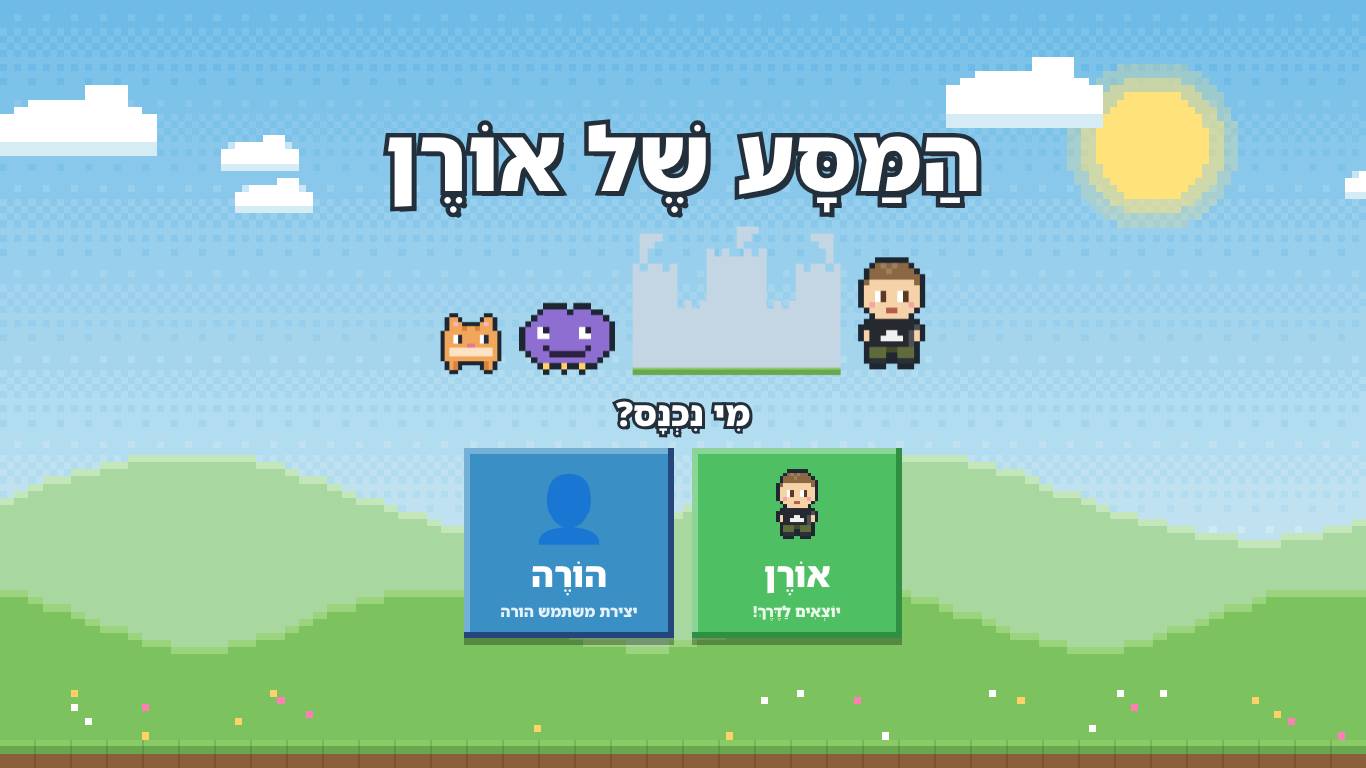 הַמַּסָּע שֶׁל אוֹרֶן
מִי נִכְנָס?
אוֹרֶן
יוֹצְאִים לַדֶּרֶךְ!
הוֹרֶה
יצירת משתמש הורה